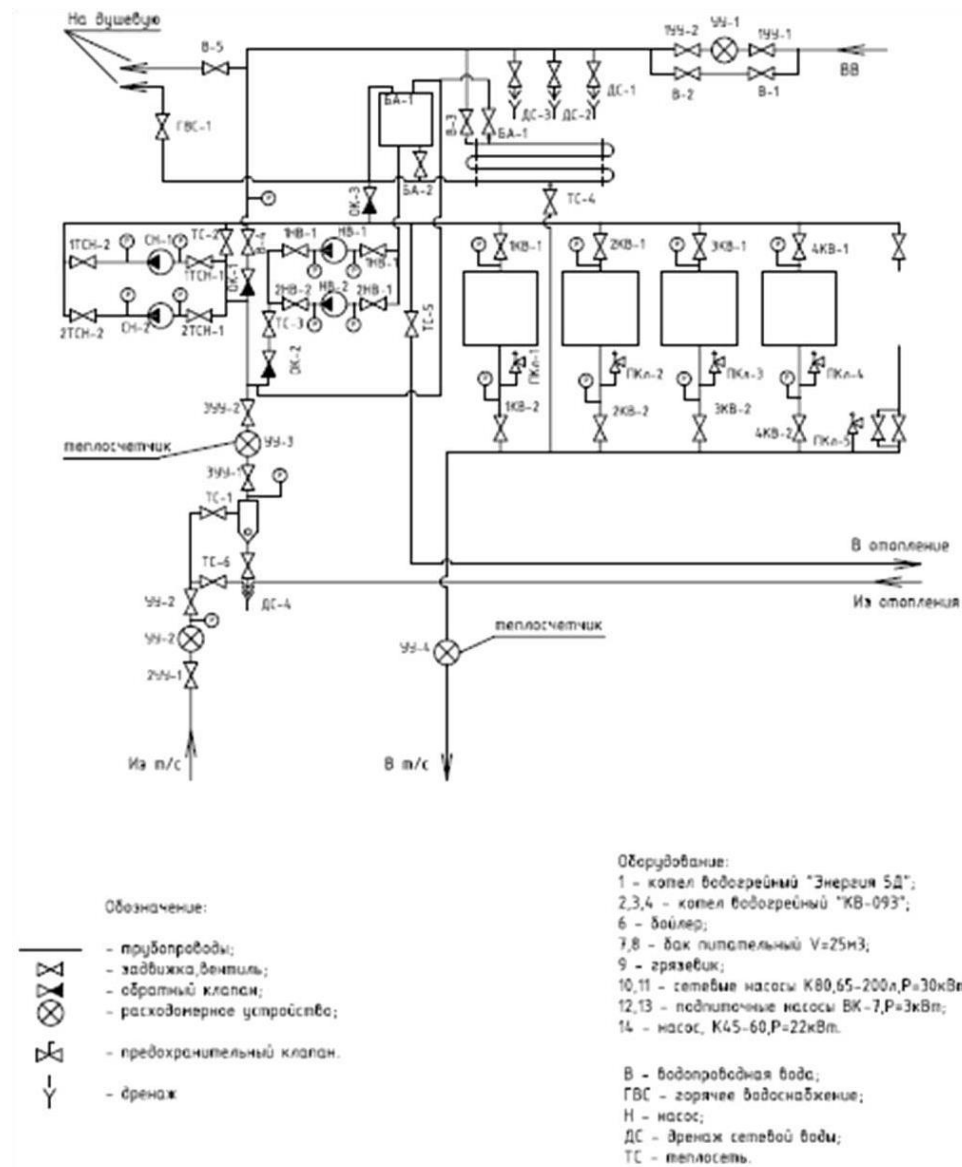 На душевую
В-5
1УУ-2
УУ-1
1УУ-1
ВВ
В-2
В-1
ГВС-1
БА-1
В-3
БА-1
ДС-3
ДС-2
ДС-1
БА-2
ОК-3
ТС-4
1ТСН-2
СН-1
ТС-2
1ТСН-1
В-4
ОК-1
1НВ-2
НВ-1
1НВ-1
2НВ-2
НВ-2
2НВ-1
2ТСН-2
СН-2
2ТСН-1
ТС-3
ОК-2
ТС-5
1КВ-1
2КВ-1
3КВ-1
4КВ-1
ПКл-1
ПКл-2
ПКл-3
ПКл-4
1КВ-2
2КВ-2
3КВ-2
4КВ-2
ПКл-5
3УУ-2
теплосчетчик
УУ-3
3УУ-1
ТС-1
ТС-6
УУ-2
ДС-4
В отопление
Из отопления
УУ-2
2УУ-1
теплосчетчик
УУ-4
Из т/с
В т/с
Обозначение:
- трубопроводы;
- задвижка,вентиль;
- обратный клапан;
- расходомерное устройство;
- предохранительный клапан.
- дренаж
Оборудование:
1 - котел водогрейный "Энергия 5Д";
2,3,4 - котел водогрейный "КВ-093";
6 - бойлер;
7,8 - бак питательный V=25м3;
9 - грязевик;
10,11 - сетевые насосы К80,65-200л,Р=30кВт
12,13 - подпиточные насосы ВК-7,Р=3кВт;
14 - насос, К45-60,Р=22кВт.
В - водопроводная вода;
ГВС - горячее водоснабжение;
Н - насос;
ДС - дренаж сетевой воды;
ТС - теплосеть.